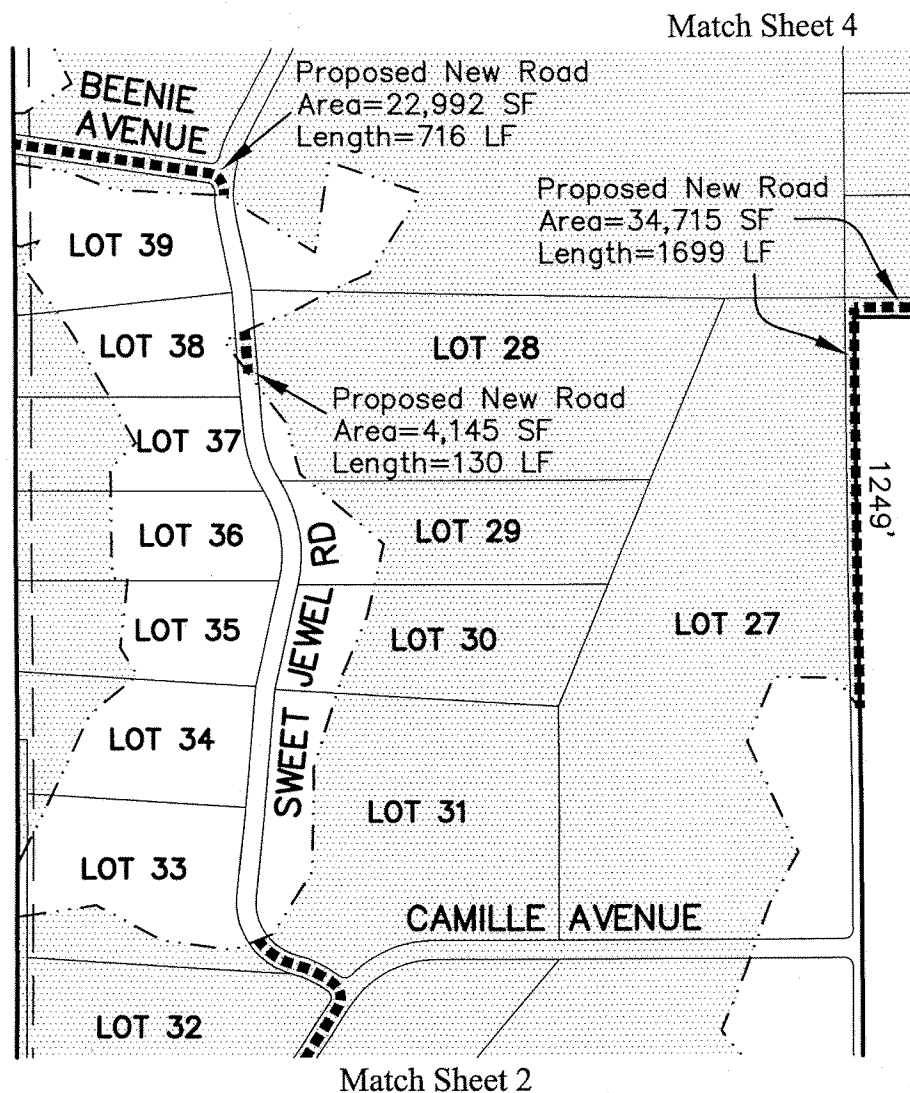 Match Sheet 4
BEENIE
AVENUE
Proposed New Road
Area=22,992 SF
Length=716 LF
Proposed New Road
Area=34,715 SF
Length=1699 LF
LOT 39
LOT 38
LOT 28
Proposed New Road
Area=4,145 SF
Length=130 LF
LOT 37
1249'
LOT 36
LOT 29
SWEET JEWEL RD
LOT 35
LOT 30
LOT 27
LOT 34
LOT 31
LOT 33
CAMILLE AVENUE
LOT 32
Match Sheet 2